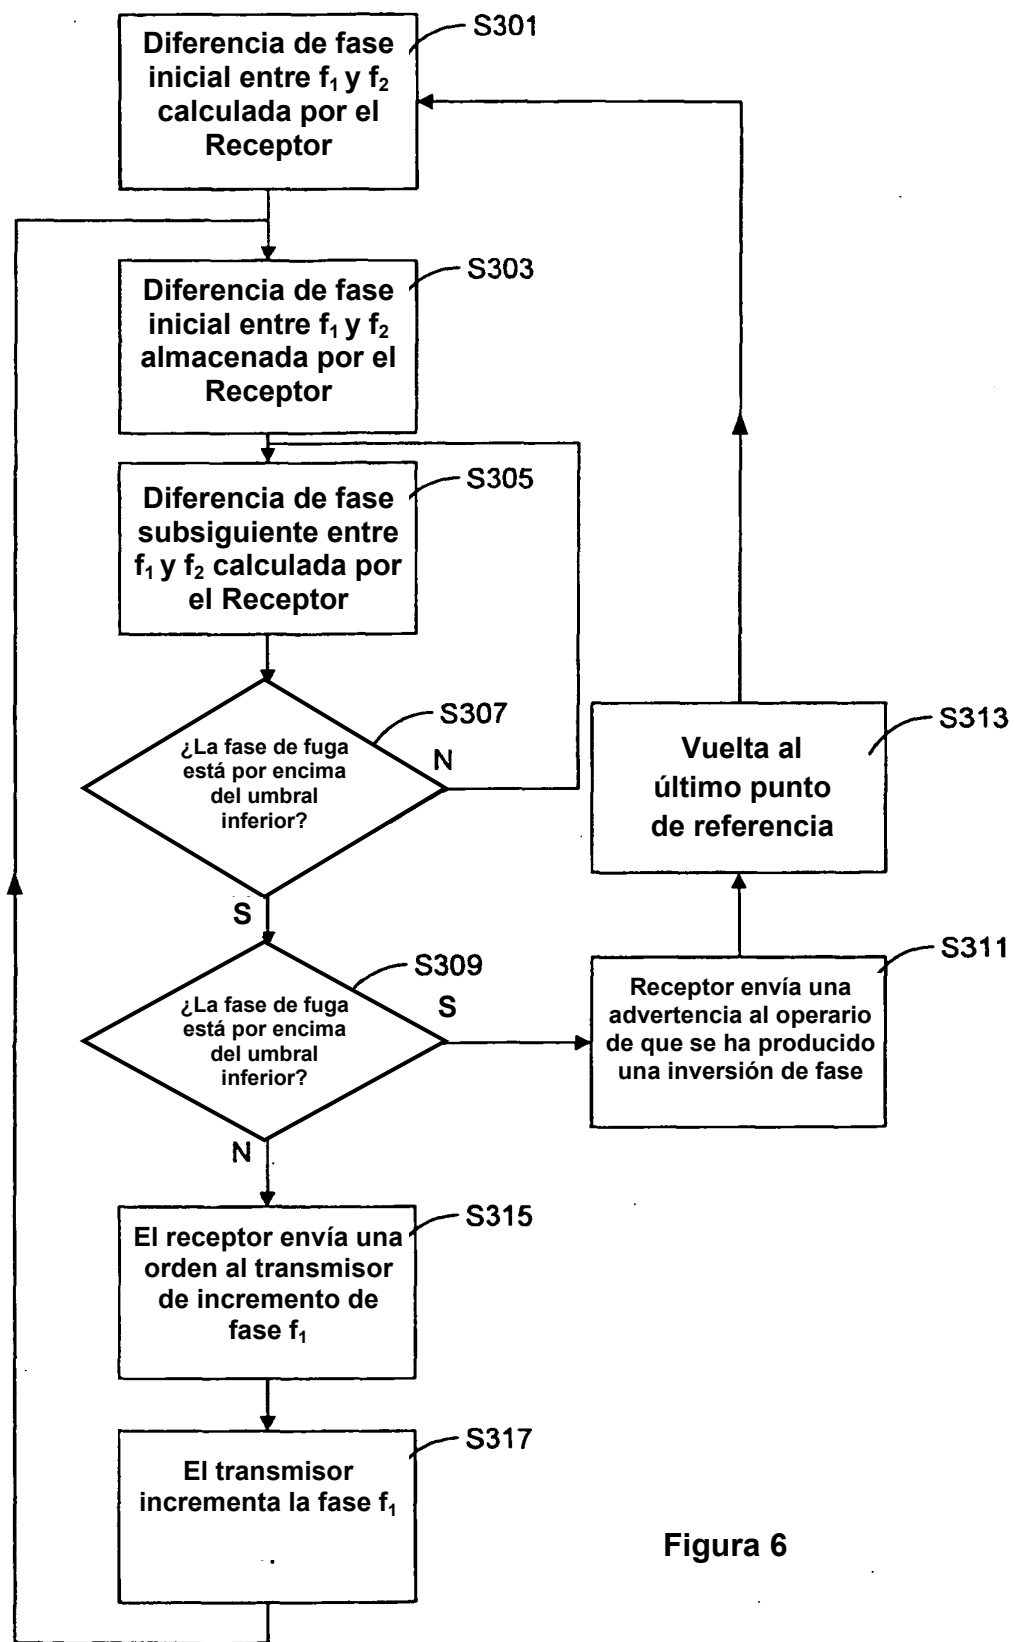 S301
Diferencia de fase
inicial entre f₁ y f₂
calculada por el
Receptor
S303
Diferencia de fase
inicial entre f₁ y f₂
almacenada por el
Receptor
S305
Diferencia de fase
subsiguiente entre
f₁ y f₂ calculada por
el Receptor
S307
¿La fase de fuga
está por encima
del umbral
inferior?
N
S
S313
Vuelta al
último punto
de referencia
S309
¿La fase de fuga
está por encima
del umbral
inferior?
S
N
S311
Receptor envía una
advertencia al operario
de que se ha producido
una inversión de fase
S315
El receptor envía una
orden al transmisor
de incremento de
fase f₁
S317
El transmisor
incrementa la fase f₁
Figura 6